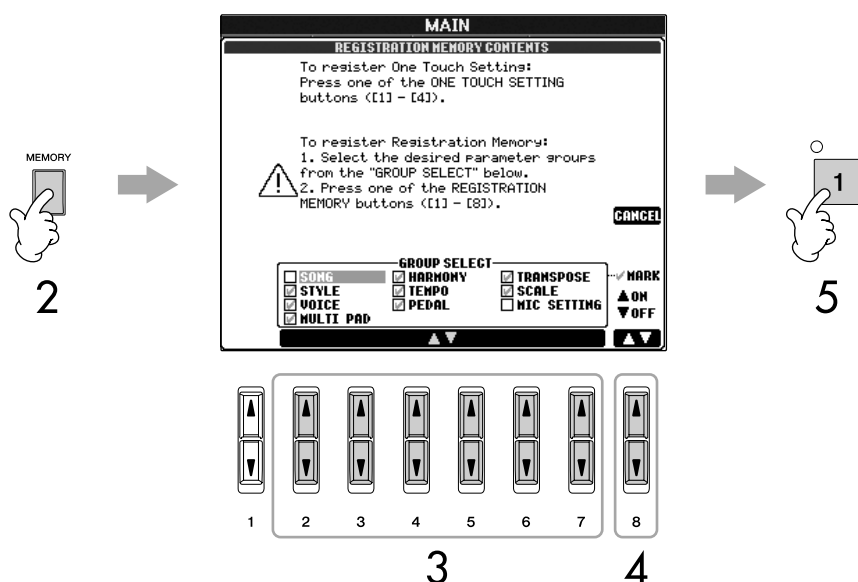 MAIN
REGISTRATION MEMORY CONTENTS
To register One Touch Setting:
Press one of the ONE TOUCH SETTING
buttons ([1] - [4]).
To register Registration Memory:
1. Select the desired parameter groups
from the "GROUP SELECT" below.
2. Press one of the REGISTRATION
MEMORY buttons ([1] - [8]).
CANCEL
GROUP SELECT
SONG HARMONY TRANSPOSE MARK
STYLE TEMPO SCALE ▲ON
VOICE PEDAL MIC SETTING ▼OFF
MULTI PAD
▲▼ ▲▼
MEMORY
2
1
5
1 2 3 4 5 6 7 8
3 4